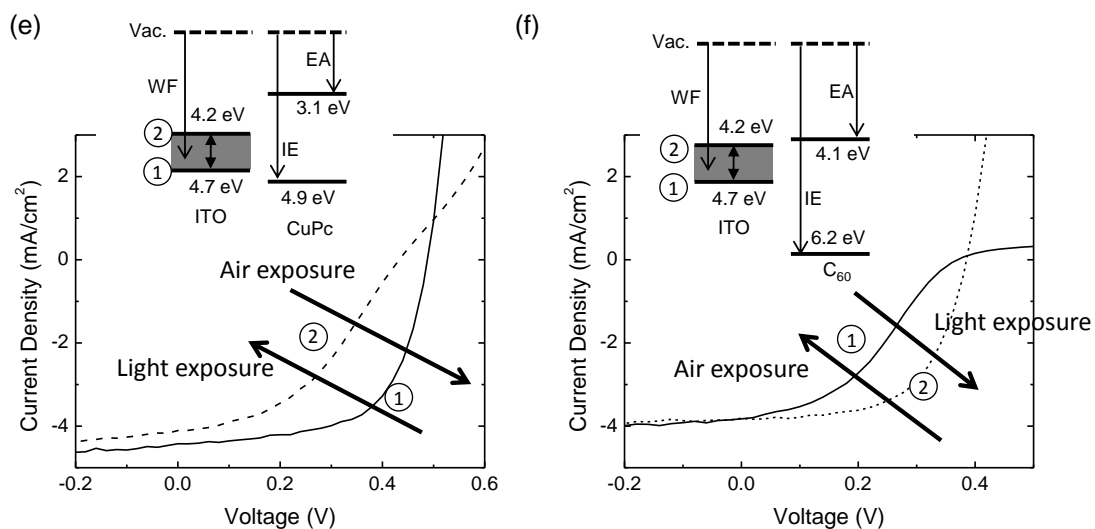 (e)
Vac.
WF
EA
4.2 eV
3.1 eV
②
IE
①
4.7 eV
4.9 eV
ITO
CuPc
Air exposure
②
Light exposure
①
2
0
-2
-4
Current Density (mA/cm²)
-0.2
0.0
0.2
0.4
0.6
Voltage (V)
(f)
Vac.
WF
EA
4.2 eV
4.1 eV
②
①
4.7 eV
IE
ITO
6.2 eV
C₆₀
Light exposure
①
Air exposure
②
2
0
-2
-4
Current Density (mA/cm²)
-0.2
0.0
0.2
0.4
Voltage (V)